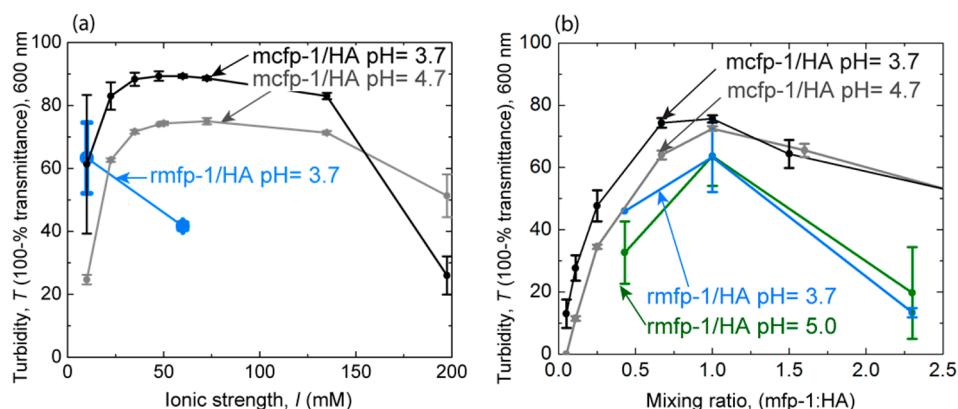 (a)
mcfp-1/HA pH= 3.7
mcfp-1/HA pH= 4.7
rmfp-1/HA pH= 3.7
100
80
60
40
20
0
0 50 100 150 200
Turbidity, T (100-% transmittance), 600 nm
Ionic strength, I (mM)
(b)
mcfp-1/HA pH= 3.7
mcfp-1/HA pH= 4.7
rmfp-1/HA pH= 3.7
rmfp-1/HA pH= 5.0
100
80
60
40
20
0
0.0 0.5 1.0 1.5 2.0 2.5
Turbidity, T (100-% transmittance), 600 nm
Mixing ratio, (mfp-1:HA)